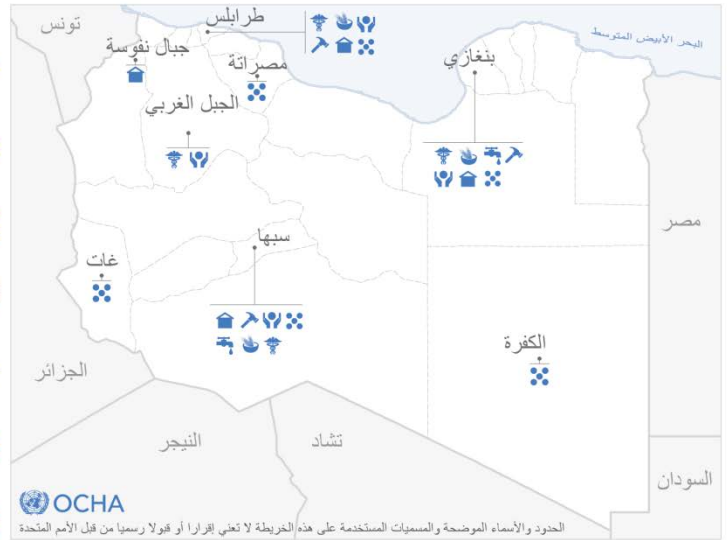 طرابلس
تونس
جبال نفوسة
البحر الأبيض المتوسط
مصراتة
بنغازي
الجبل الغربي
مصر
سبها
غات
الكفرة
الجزائر
النيجر
تشاد
السودان
OCHA
الحدود والأسماء الموضحة والمسميات المستخدمة على هذه الخريطة لا تعني إقرارا أو قبولا رسميا من قبل الأمم المتحدة